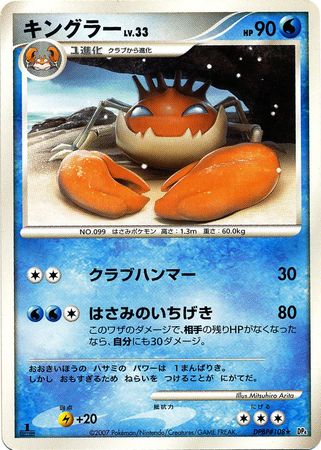 キングラー LV.33 HP 90
1進化 クラブから進化
NO.099 はさみポケモン 高さ：1.3m 重さ：60.0kg
クラブハンマー 30
はさみのいちげき 80
このワザのダメージで、相手の残りHPがなくなった
なら、自分にも30ダメージ。
おおきいほうの ハサミの パワーは 1まんばりき。
しかし おもすぎるため ねらいをつけることが にがてだ。
Illus.Mitsuhiro Arita
弱点 抵抗力 にげる
+20
©2007 Pokémon/Nintendo/Creatures/GAME FREAK. DPBP#108★